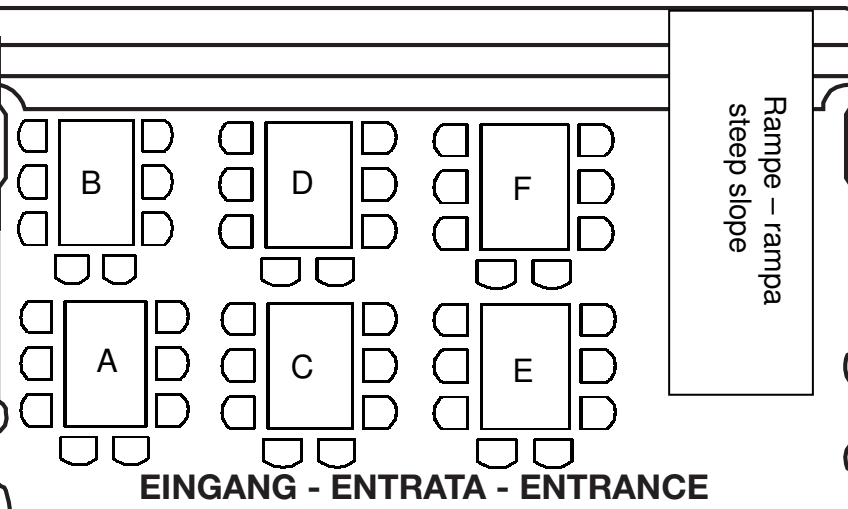 B
D
F
A
C
E
Rampe – rampa
steep slope
EINGANG - ENTRATA - ENTRANCE